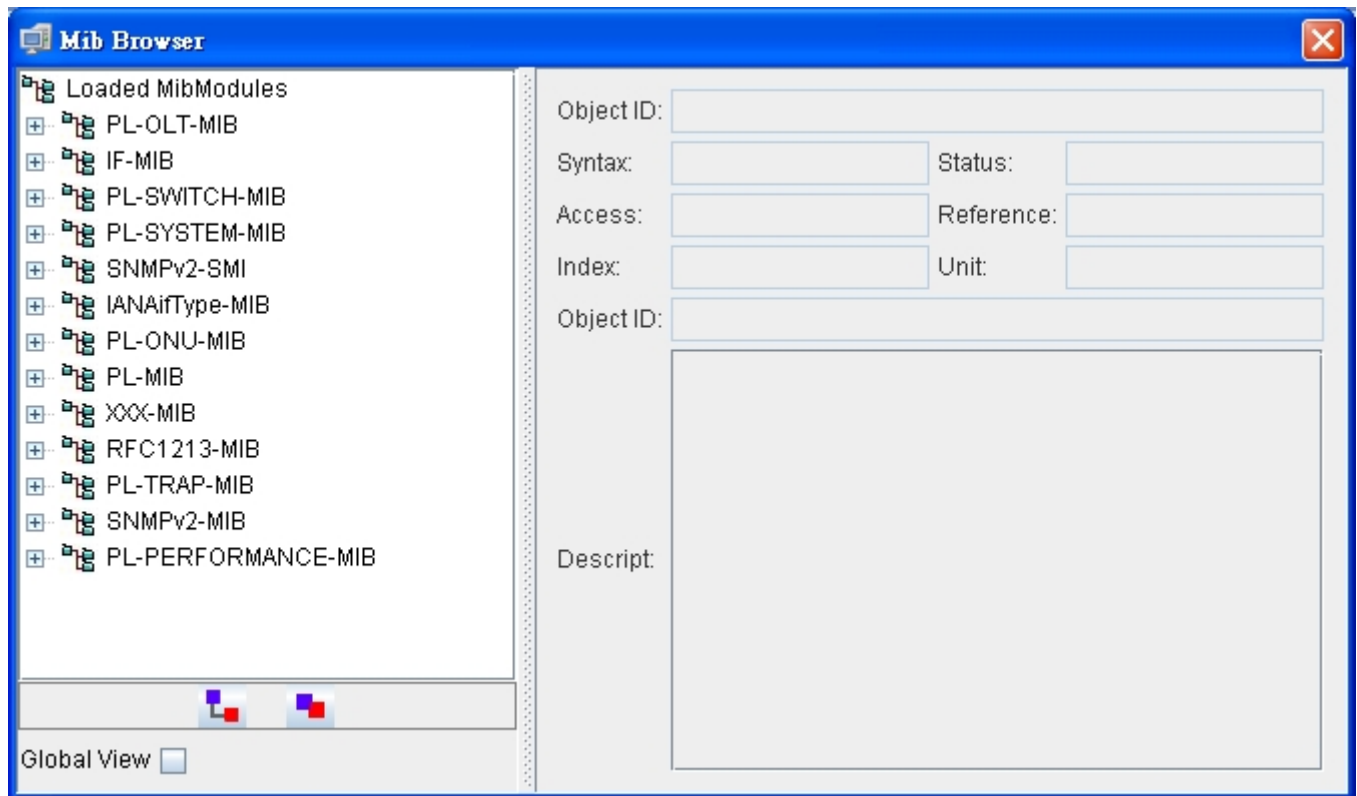 Mib Browser
Loaded MibModules
PL-OLT-MIB
IF-MIB
PL-SWITCH-MIB
PL-SYSTEM-MIB
SNMPv2-SMI
IANAifType-MIB
PL-ONU-MIB
PL-MIB
XXX-MIB
RFC1213-MIB
PL-TRAP-MIB
SNMPv2-MIB
PL-PERFORMANCE-MIB
Global View
Object ID:
Syntax: Status:
Access: Reference:
Index: Unit:
Object ID:
Descript: